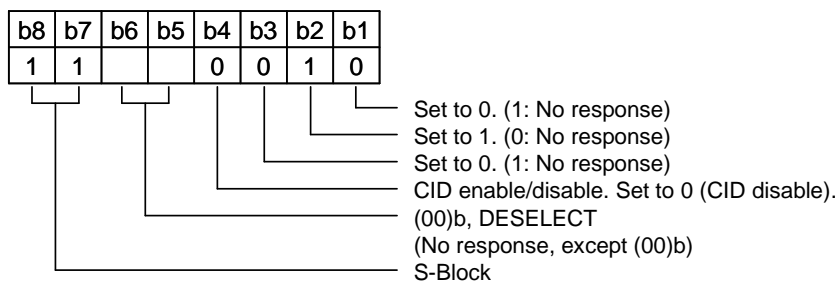 b8 b7 b6 b5 b4 b3 b2 b1
1 1 0 0 1 0
Set to 0. (1: No response)
Set to 1. (0: No response)
Set to 0. (1: No response)
CID enable/disable. Set to 0 (CID disable).
(00)b, DESELECT
(No response, except (00)b)
S-Block